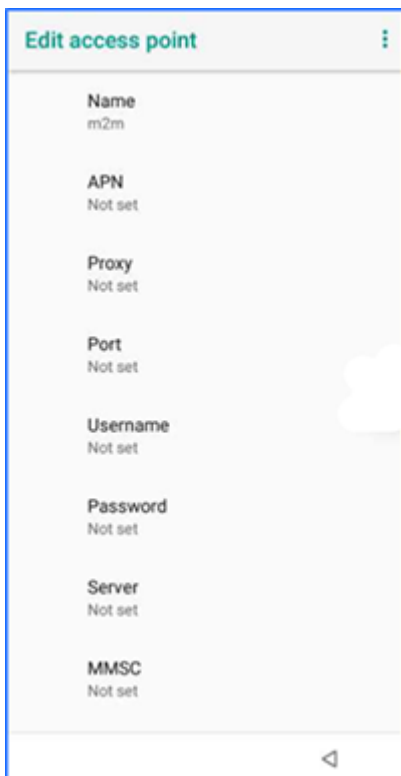 Edit access point
Name
m2m
APN
Not set
Proxy
Not set
Port
Not set
Username
Not set
Password
Not set
Server
Not set
MMSC
Not set